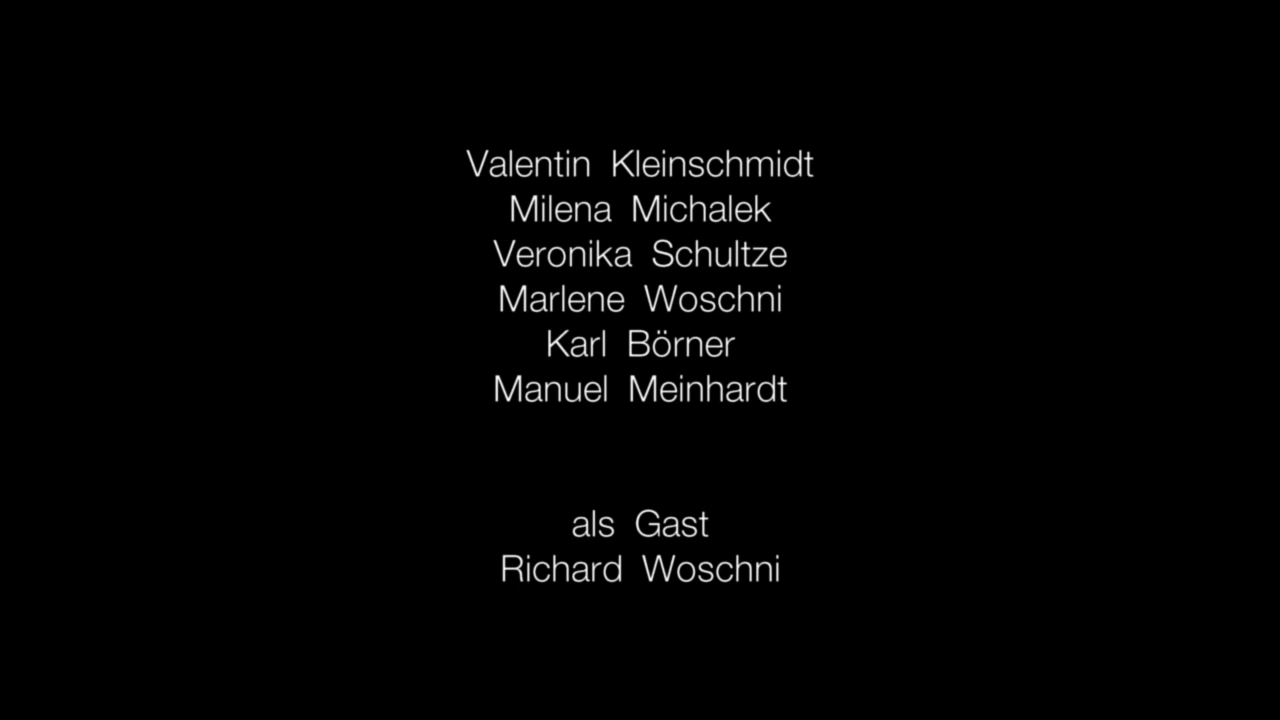 Valentin Kleinschmidt
Milena Michalek
Veronika Schultze
Marlene Woschni
Karl Börner
Manuel Meinhardt
als Gast
Richard Woschni